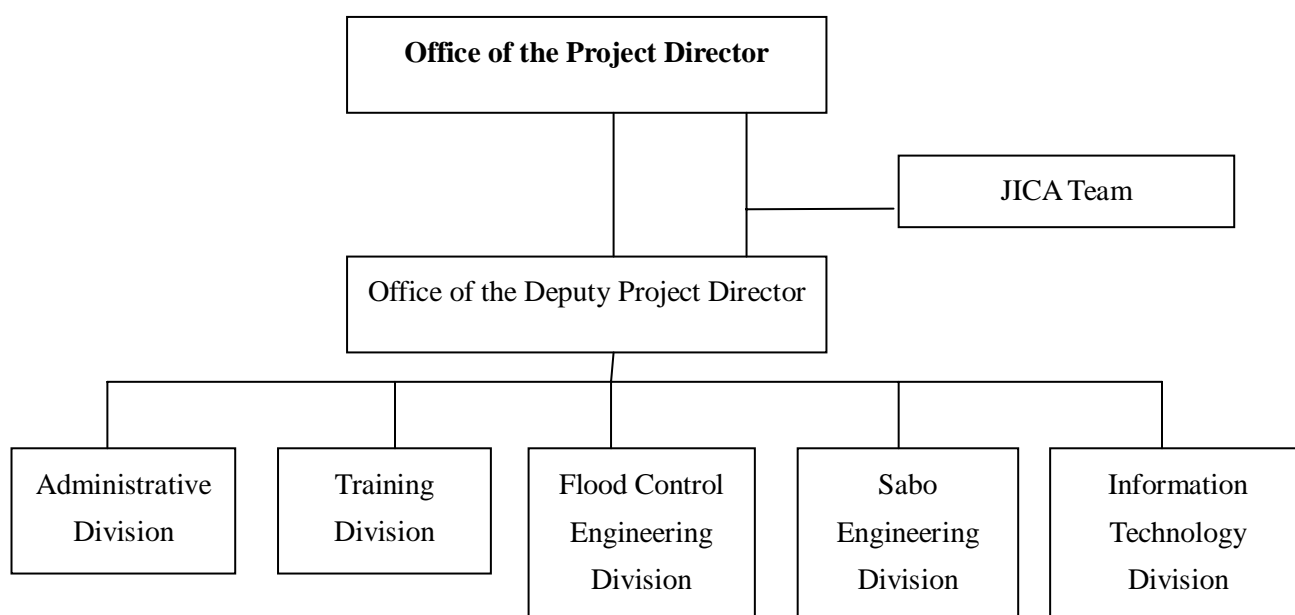 Office of the Project Director
JICA Team
Office of the Deputy Project Director
Administrative
Division
Training
Division
Flood Control
Engineering
Division
Sabo
Engineering
Division
Information
Technology
Division